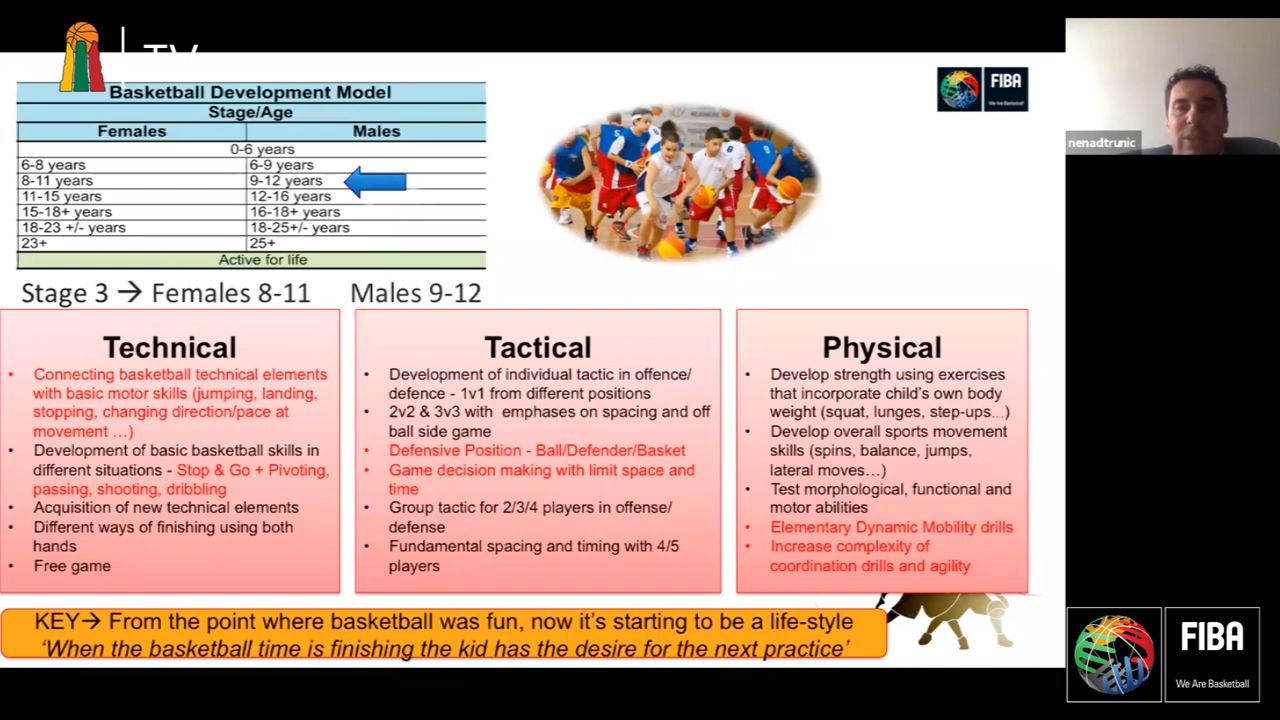 TV
Basketball Development Model
Stage/Age
Females Males
0-6 years
6-8 years 6-9 years
8-11 years 9-12 years
11-15 years 12-16 years
15-18+ years 16-18+ years
18-23 +/- years 18-25+/- years
23+ 25+
Active for life
FIBA
We Are Basketball
nenadtrunic
Stage 3 → Females 8-11 Males 9-12
Technical
• Connecting basketball technical elements
with basic motor skills (jumping, landing,
stopping, changing direction/pace at
movement ...)
• Development of basic basketball skills in
different situations - Stop & Go + Pivoting,
passing, shooting, dribbling
• Acquisition of new technical elements
• Different ways of finishing using both
hands
• Free game
Tactical
• Development of individual tactic in offence/
defence - 1v1 from different positions
• 2v2 & 3v3 with emphases on spacing and off
ball side game
• Defensive Position - Ball/Defender/Basket
• Game decision making with limit space and
time
• Group tactic for 2/3/4 players in offense/
defense
• Fundamental spacing and timing with 4/5
players
Physical
• Develop strength using exercises
that incorporate child's own body
weight (squat, lunges, step-ups...)
• Develop overall sports movement
skills (spins, balance, jumps,
lateral moves...)
• Test morphological, functional and
motor abilities
• Elementary Dynamic Mobility drills
• Increase complexity of
coordination drills and agility
KEY→ From the point where basketball was fun, now it's starting to be a life-style
'When the basketball time is finishing the kid has the desire for the next practice'
FIBA
We Are Basketball